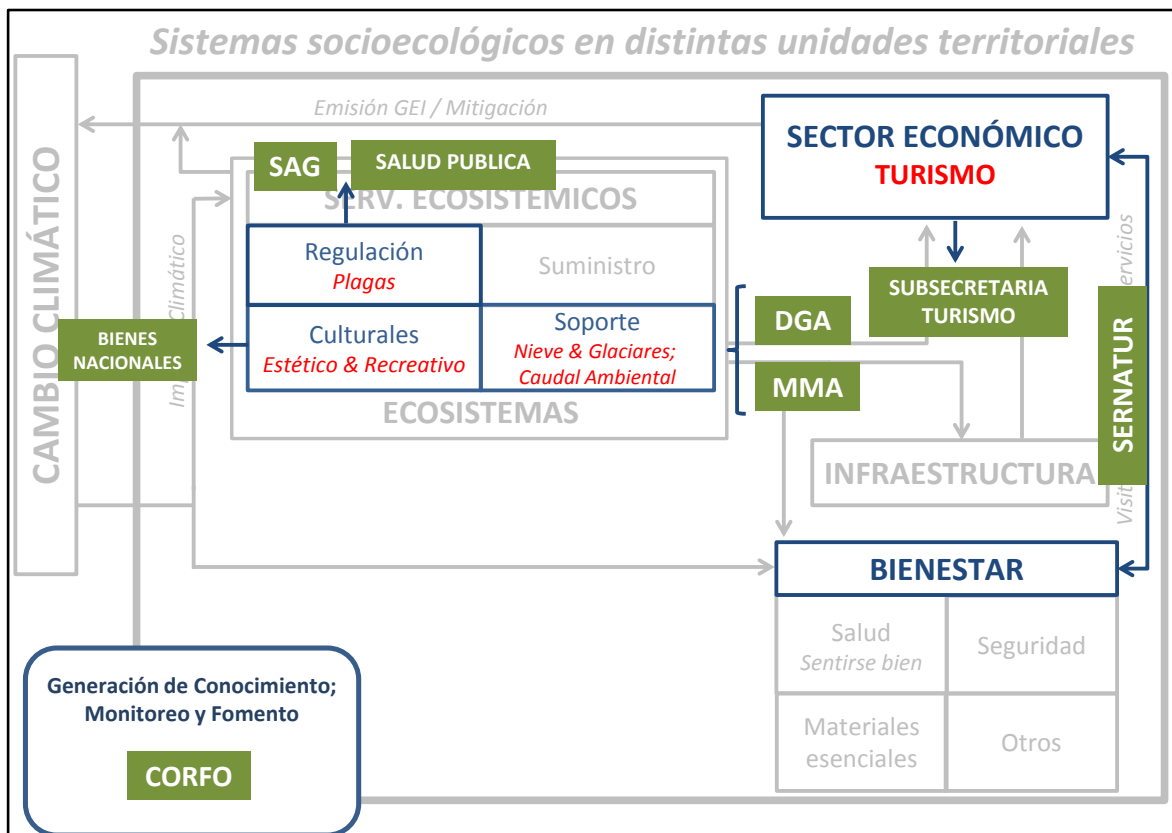 Sistemas socioecológicos en distintas unidades territoriales
Emisión GEI / Mitigación
CAMBIO CLIMÁTICO
SECTOR ECONÓMICO
TURISMO
SAG
SALUD PUBLICA
SERV. ECOSISTÉMICOS
Regulación
Plagas
Suministro
Culturales
Estético & Recreativo
Soporte
Nieve & Glaciares;
Caudal Ambiental
ECOSISTEMAS
BIENES
NACIONALES
Climático
DGA
MMA
SUBSECRETARIA
TURISMO
SERNATUR
INFRAESTRUCTURA
BIENESTAR
Salud
Sentirse bien
Seguridad
Materiales
esenciales
Otros
Generación de Conocimiento;
Monitoreo y Fomento
CORFO